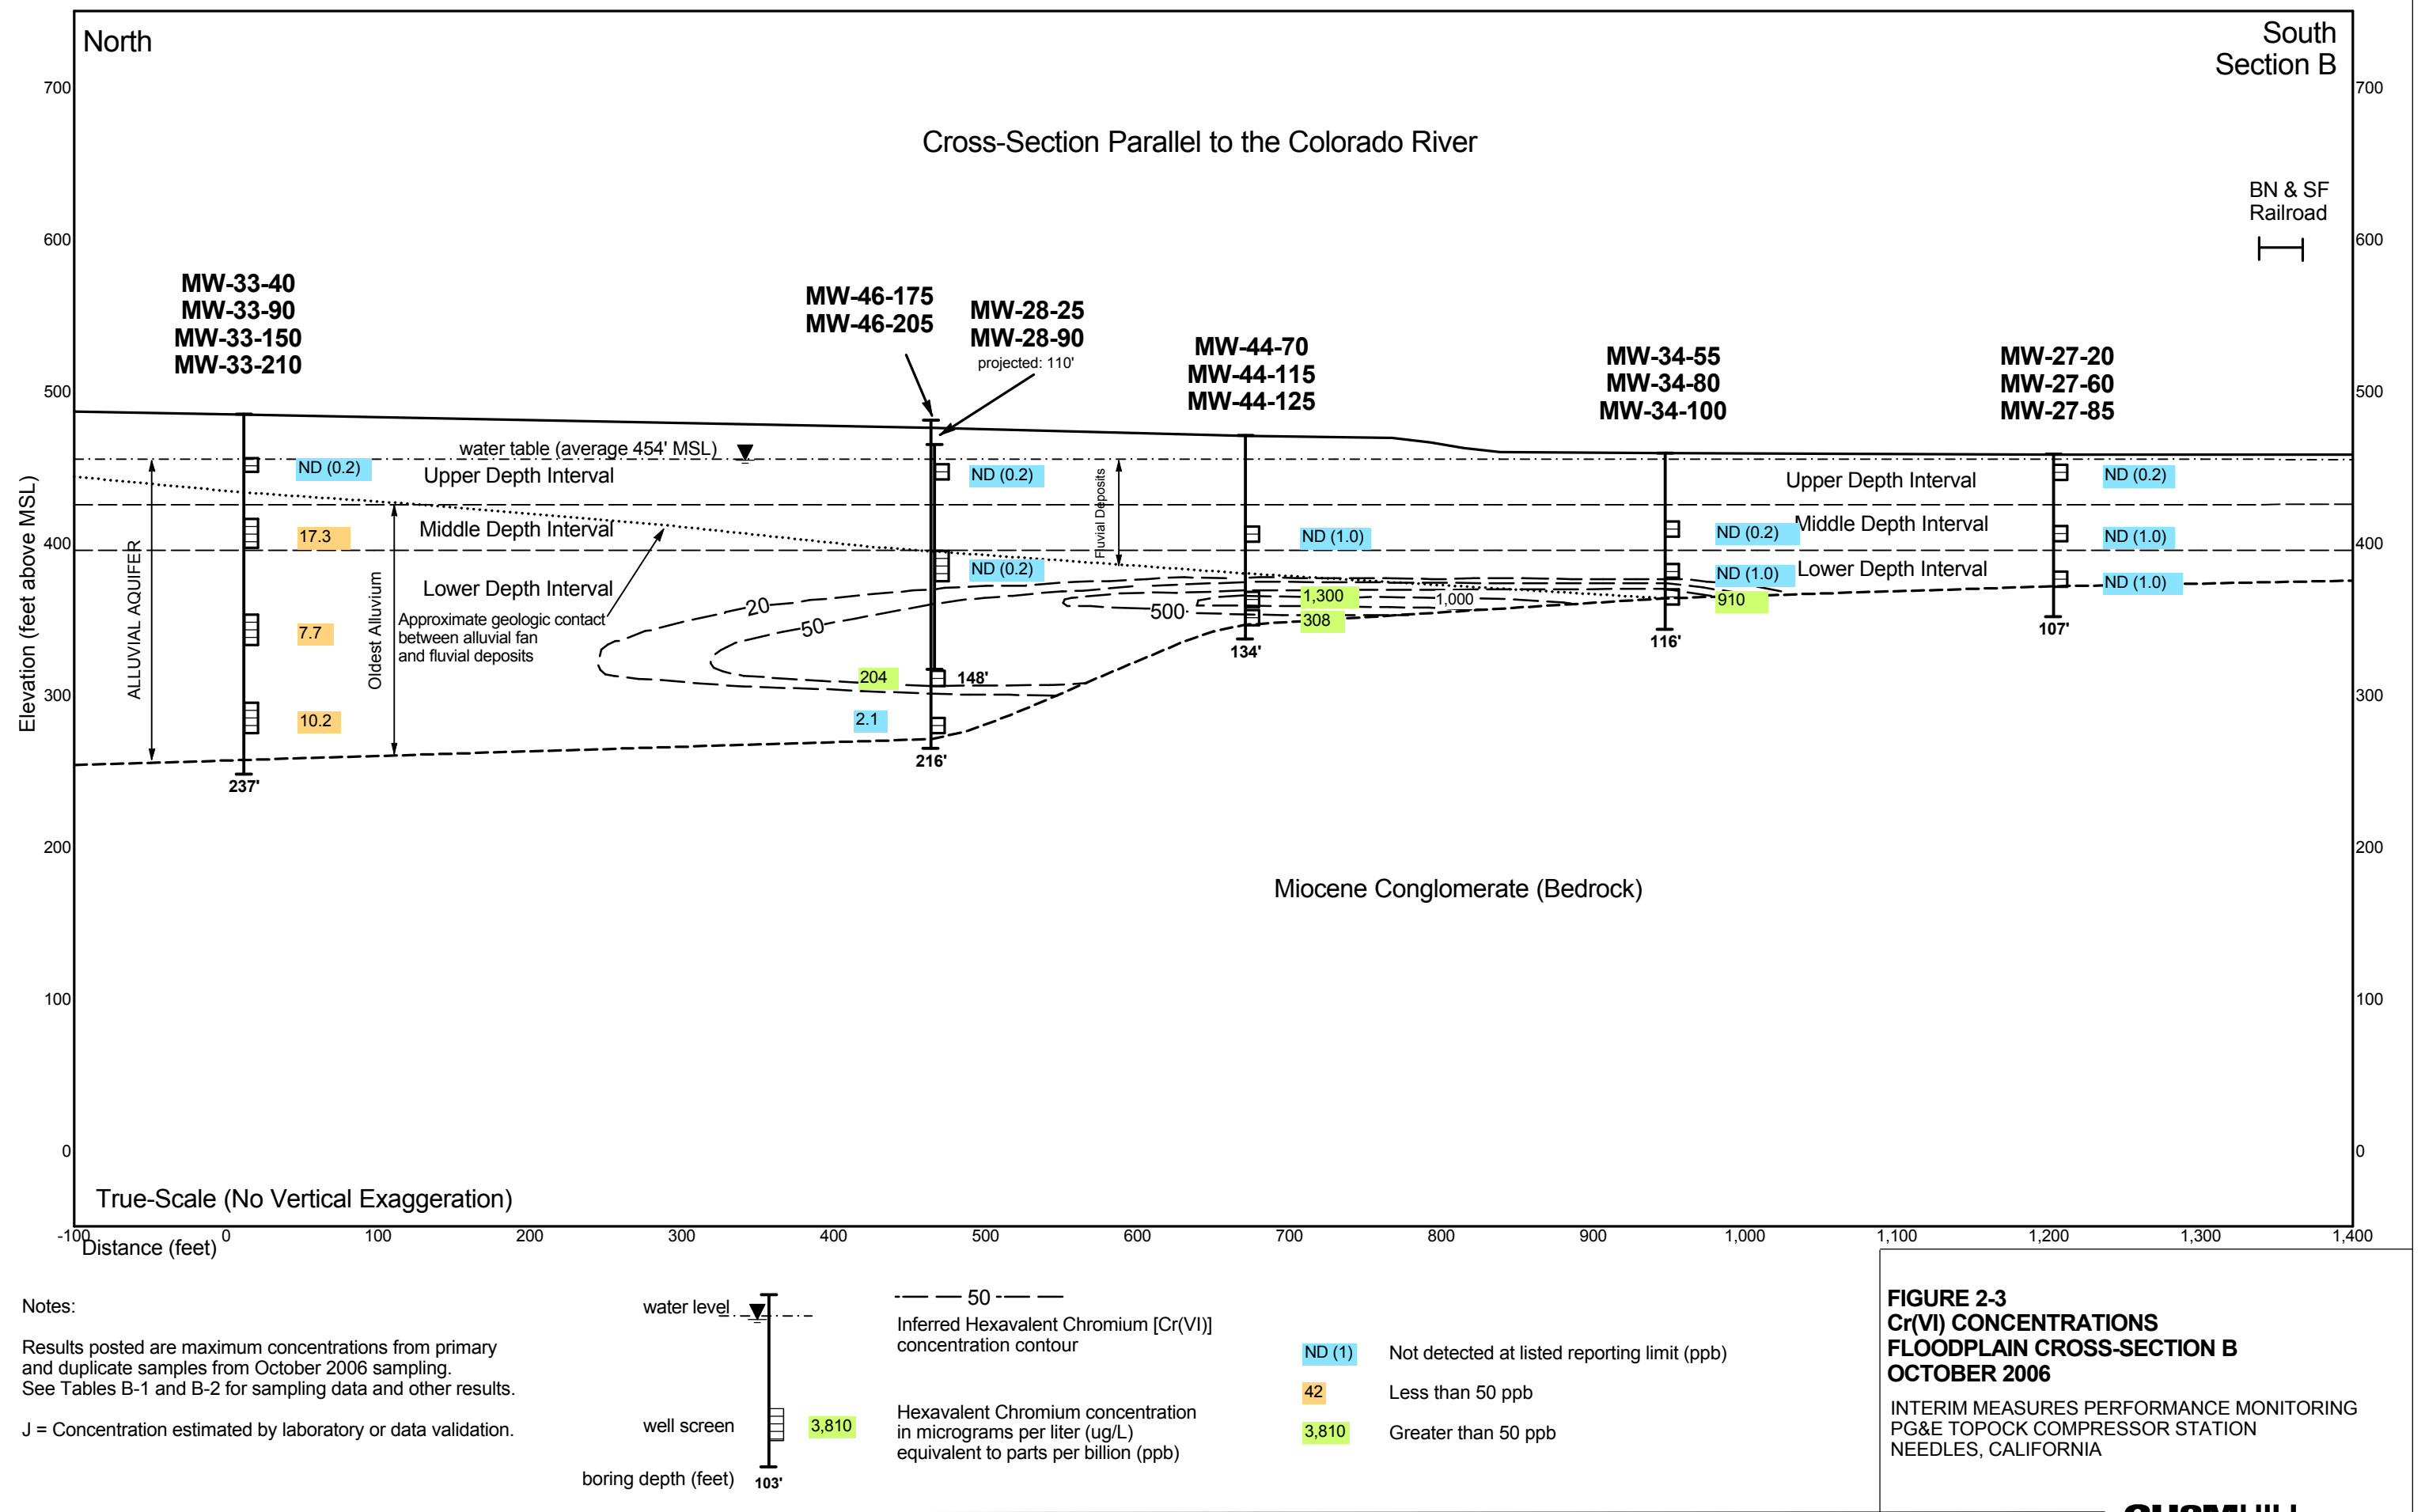 North
South
Section B
Cross-Section Parallel to the Colorado River
BN & SF
Railroad
700
600
500
400
300
200
100
0
700
600
500
400
300
200
100
0
Elevation (feet above MSL)
MW-33-40
MW-33-90
MW-33-150
MW-33-210
MW-46-175
MW-46-205
MW-28-25
MW-28-90
projected: 110'
MW-44-70
MW-44-115
MW-44-125
MW-34-55
MW-34-80
MW-34-100
MW-27-20
MW-27-60
MW-27-85
water table (average 454' MSL)
Upper Depth Interval
Middle Depth Interval
Lower Depth Interval
Approximate geologic contact
between alluvial fan
and fluvial deposits
ALLUVIAL AQUIFER
Oldest Alluvium
Fluvial Deposits
Upper Depth Interval
Middle Depth Interval
Lower Depth Interval
ND (0.2)
17.3
7.7
10.2
237'
ND (0.2)
ND (0.2)
204
148'
2.1
216'
20
50
500
1,000
ND (1.0)
1,300
308
134'
ND (0.2)
ND (1.0)
910
116'
ND (0.2)
ND (1.0)
ND (1.0)
107'
Miocene Conglomerate (Bedrock)
True-Scale (No Vertical Exaggeration)
-100 0 100 200 300 400 500 600 700 800 900 1,000 1,100 1,200 1,300 1,400
Distance (feet)
Notes:
Results posted are maximum concentrations from primary
and duplicate samples from October 2006 sampling.
See Tables B-1 and B-2 for sampling data and other results.
J = Concentration estimated by laboratory or data validation.
water level
well screen
3,810
boring depth (feet)
103'
50
Inferred Hexavalent Chromium [Cr(VI)]
concentration contour
Hexavalent Chromium concentration
in micrograms per liter (ug/L)
equivalent to parts per billion (ppb)
ND (1) Not detected at listed reporting limit (ppb)
42 Less than 50 ppb
3,810 Greater than 50 ppb
FIGURE 2-3
Cr(VI) CONCENTRATIONS
FLOODPLAIN CROSS-SECTION B
OCTOBER 2006
INTERIM MEASURES PERFORMANCE MONITORING
PG&E TOPOCK COMPRESSOR STATION
NEEDLES, CALIFORNIA